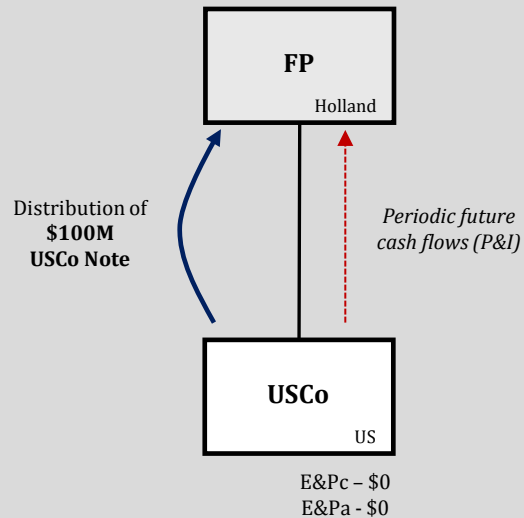 FP
Holland
Distribution of
$100M
USCo Note
Periodic future
cash flows (P&I)
USCo
US
E&Pc – $0
E&Pa - $0